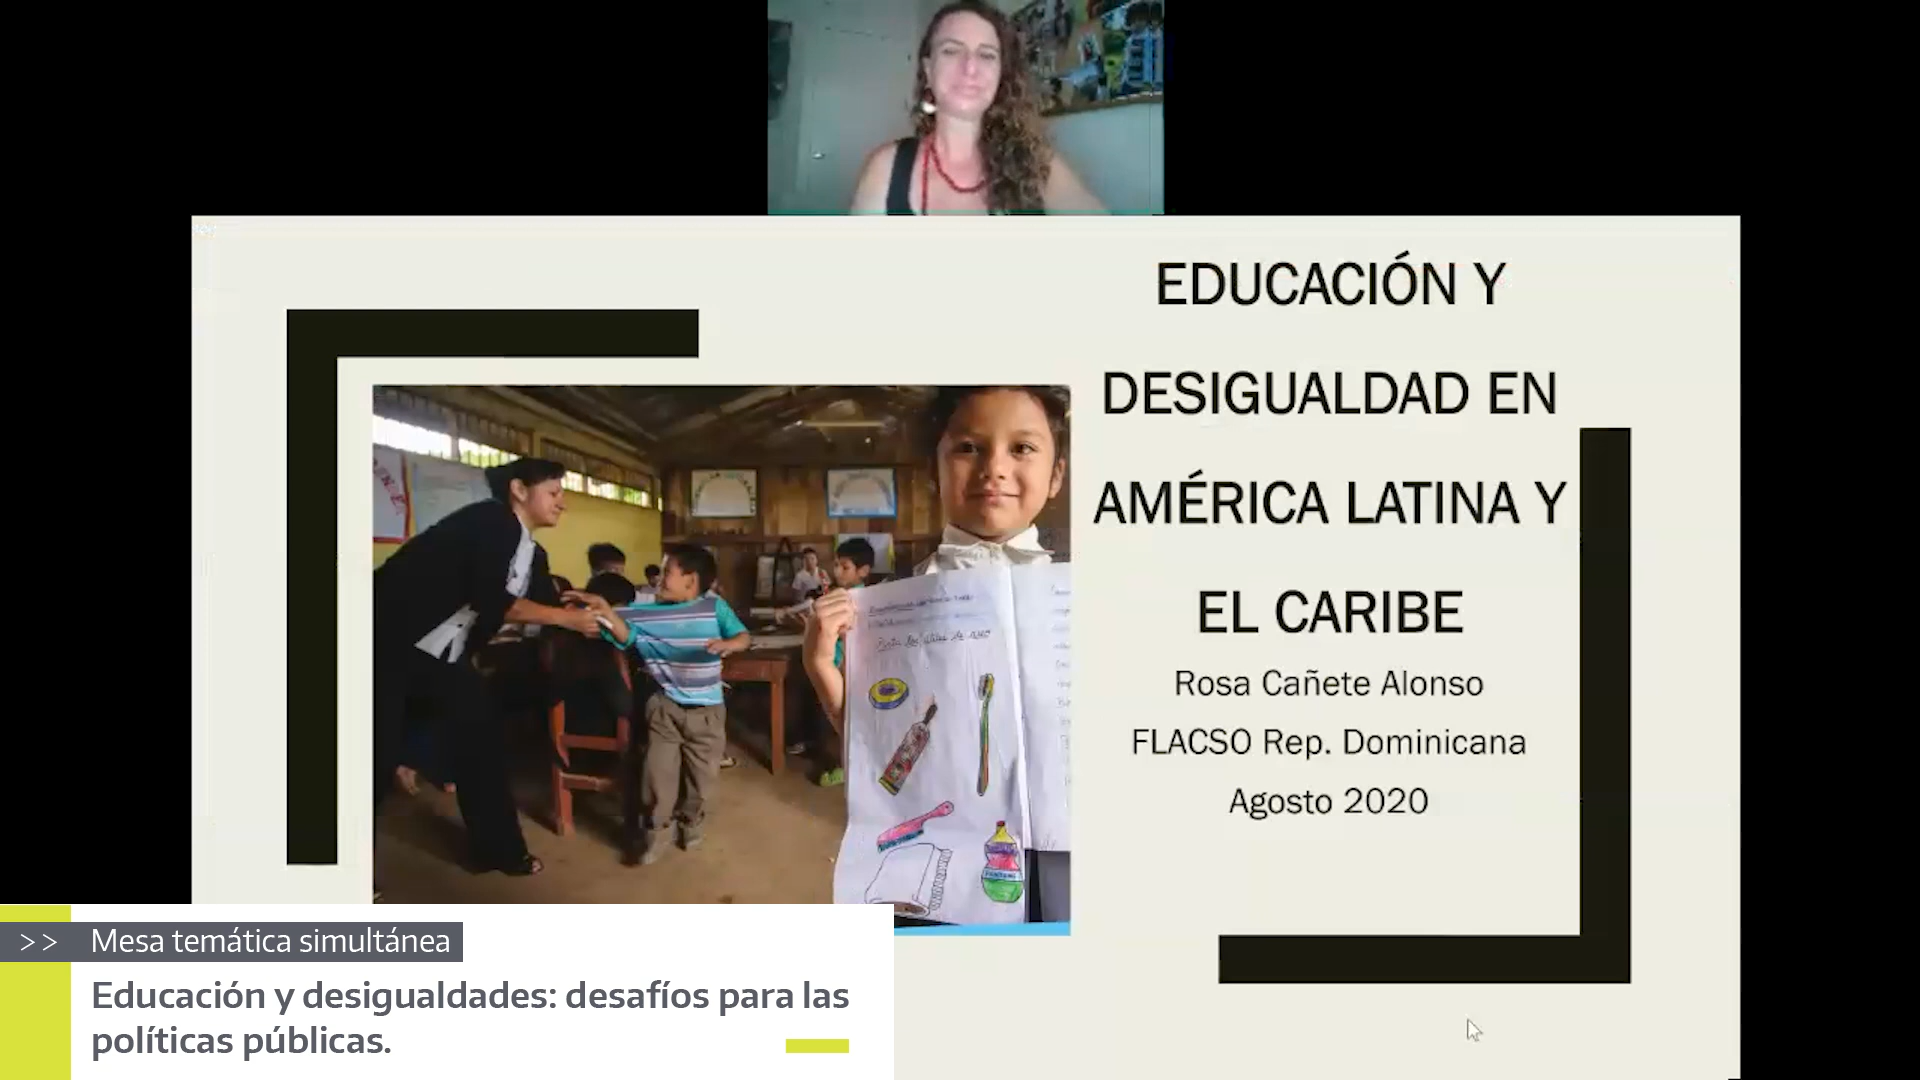 EDUCACIÓN Y
DESIGUALDAD EN
AMÉRICA LATINA Y
EL CARIBE
Rosa Cañete Alonso
FLACSO Rep. Dominicana
Agosto 2020
>> Mesa temática simultánea
Educación y desigualdades: desafíos para las
políticas públicas.